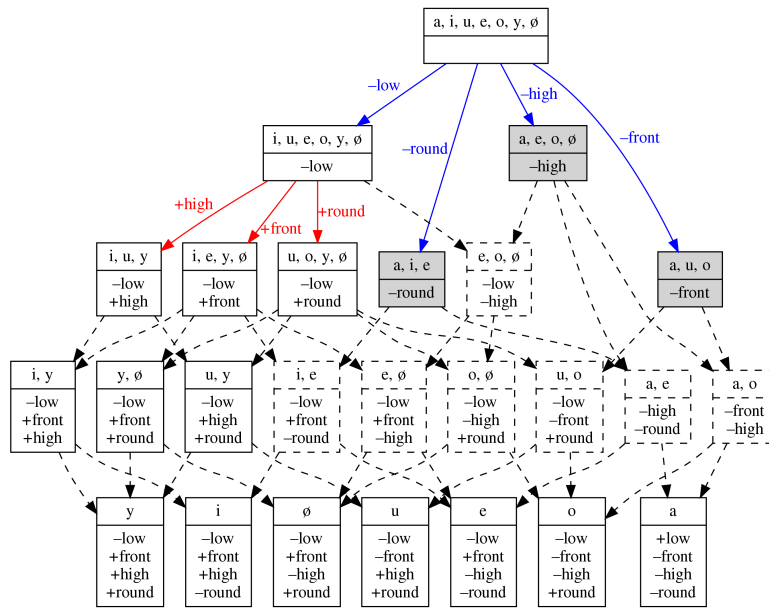 a, i, u, e, o, y, ø
–low
–high
–round
–front
i, u, e, o, y, ø
–low
a, e, o, ø
–high
+high
+front
+round
i, u, y
–low
+high
i, e, y, ø
–low
+front
u, o, y, ø
–low
+round
a, i, e
–round
e, o, ø
–low
–high
a, u, o
–front
i, y
–low
+front
+high
y, ø
–low
+front
+round
u, y
–low
+high
+round
i, e
–low
+front
–round
e, ø
–low
+front
–high
o, ø
–low
–high
+round
u, o
–low
–front
+round
a, e
–high
–round
a, o
–front
–high
y
–low
+front
+high
+round
i
–low
+front
+high
–round
ø
–low
+front
–high
+round
u
–low
–front
+high
+round
e
–low
+front
–high
–round
o
–low
–front
–high
+round
a
+low
–front
–high
–round